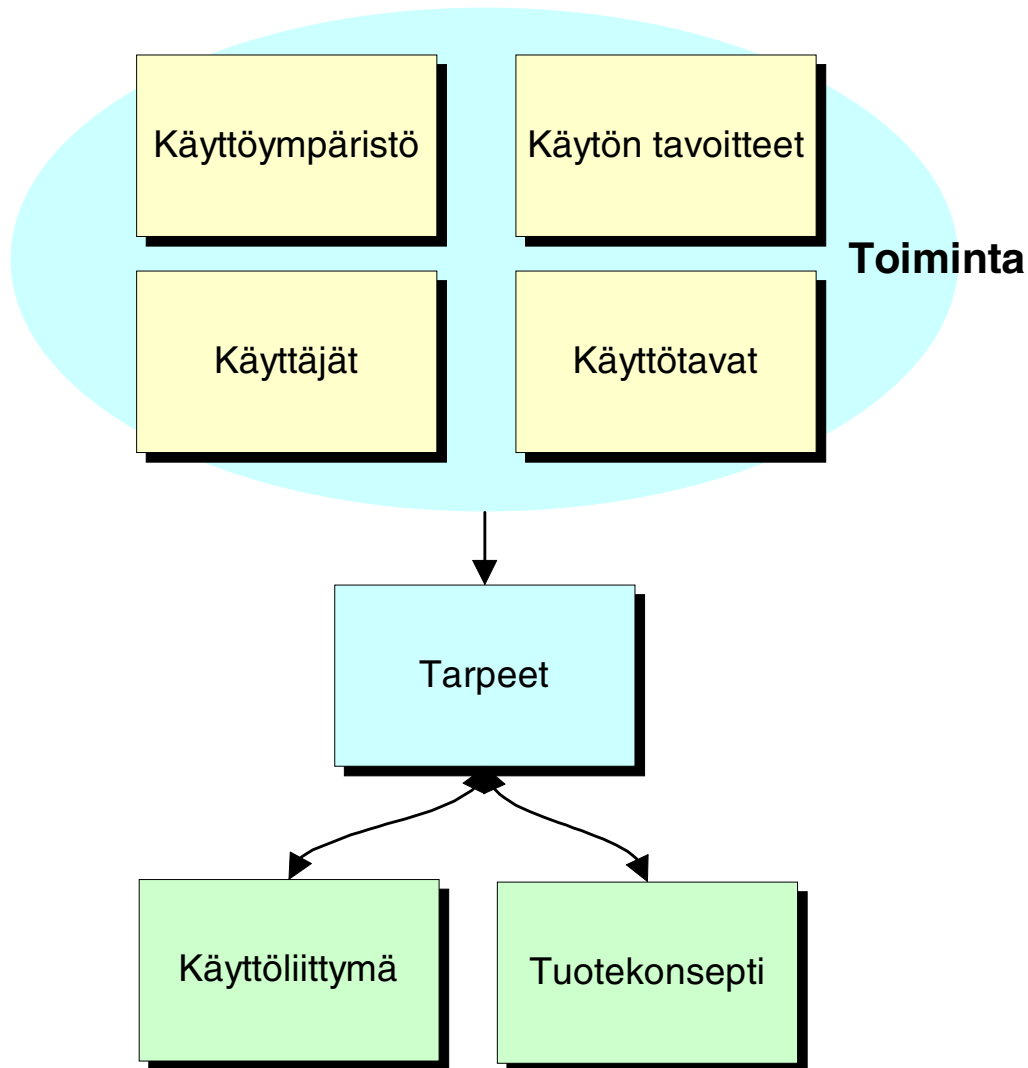 Käyttöympäristö
Käytön tavoitteet
Toiminta
Käyttäjät
Käyttötavat
Tarpeet
Käyttöliittymä
Tuotekonsepti